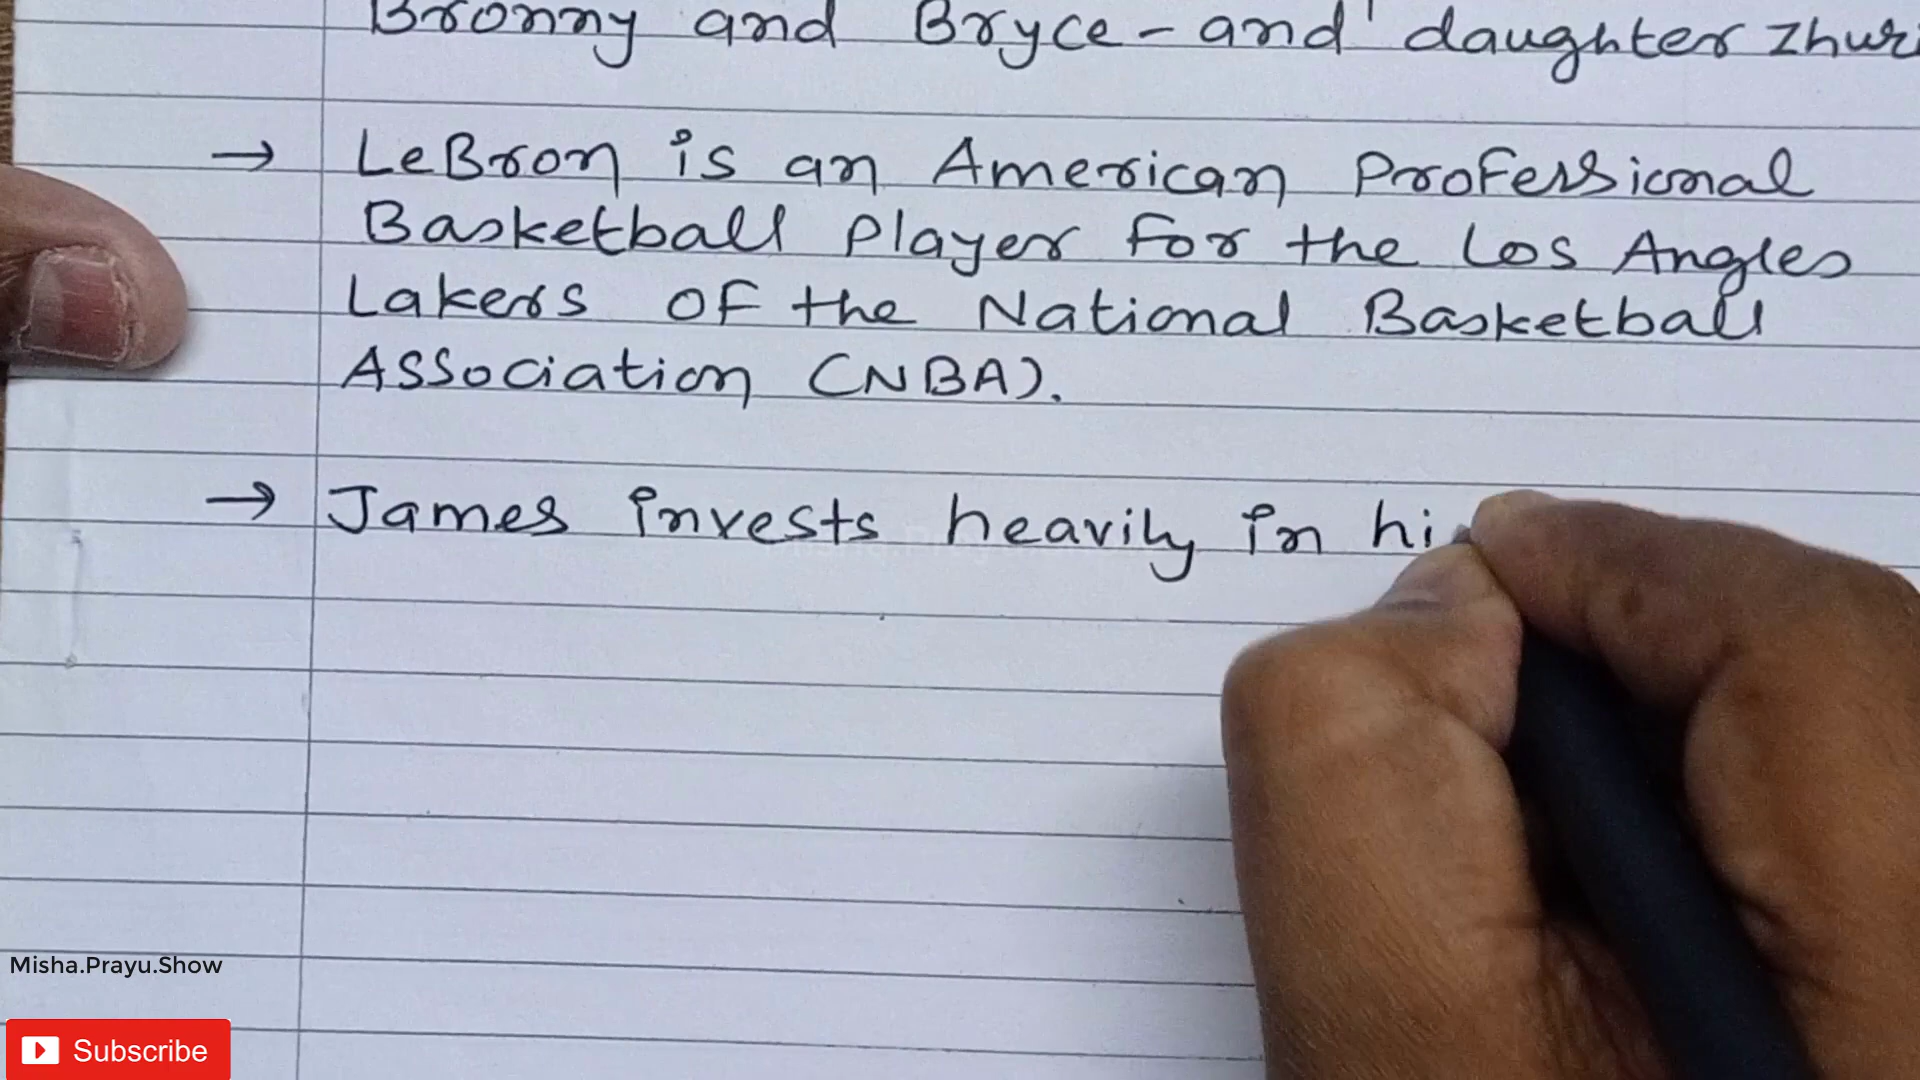 Bronny and Bryce - and daughter Zhuri
→ LeBron is an American Professional
Basketball Player for the Los Angles
Lakers of the National Basketball
Association (NBA).
→ James invests heavily in hi
Misha.Prayu.Show
Subscribe